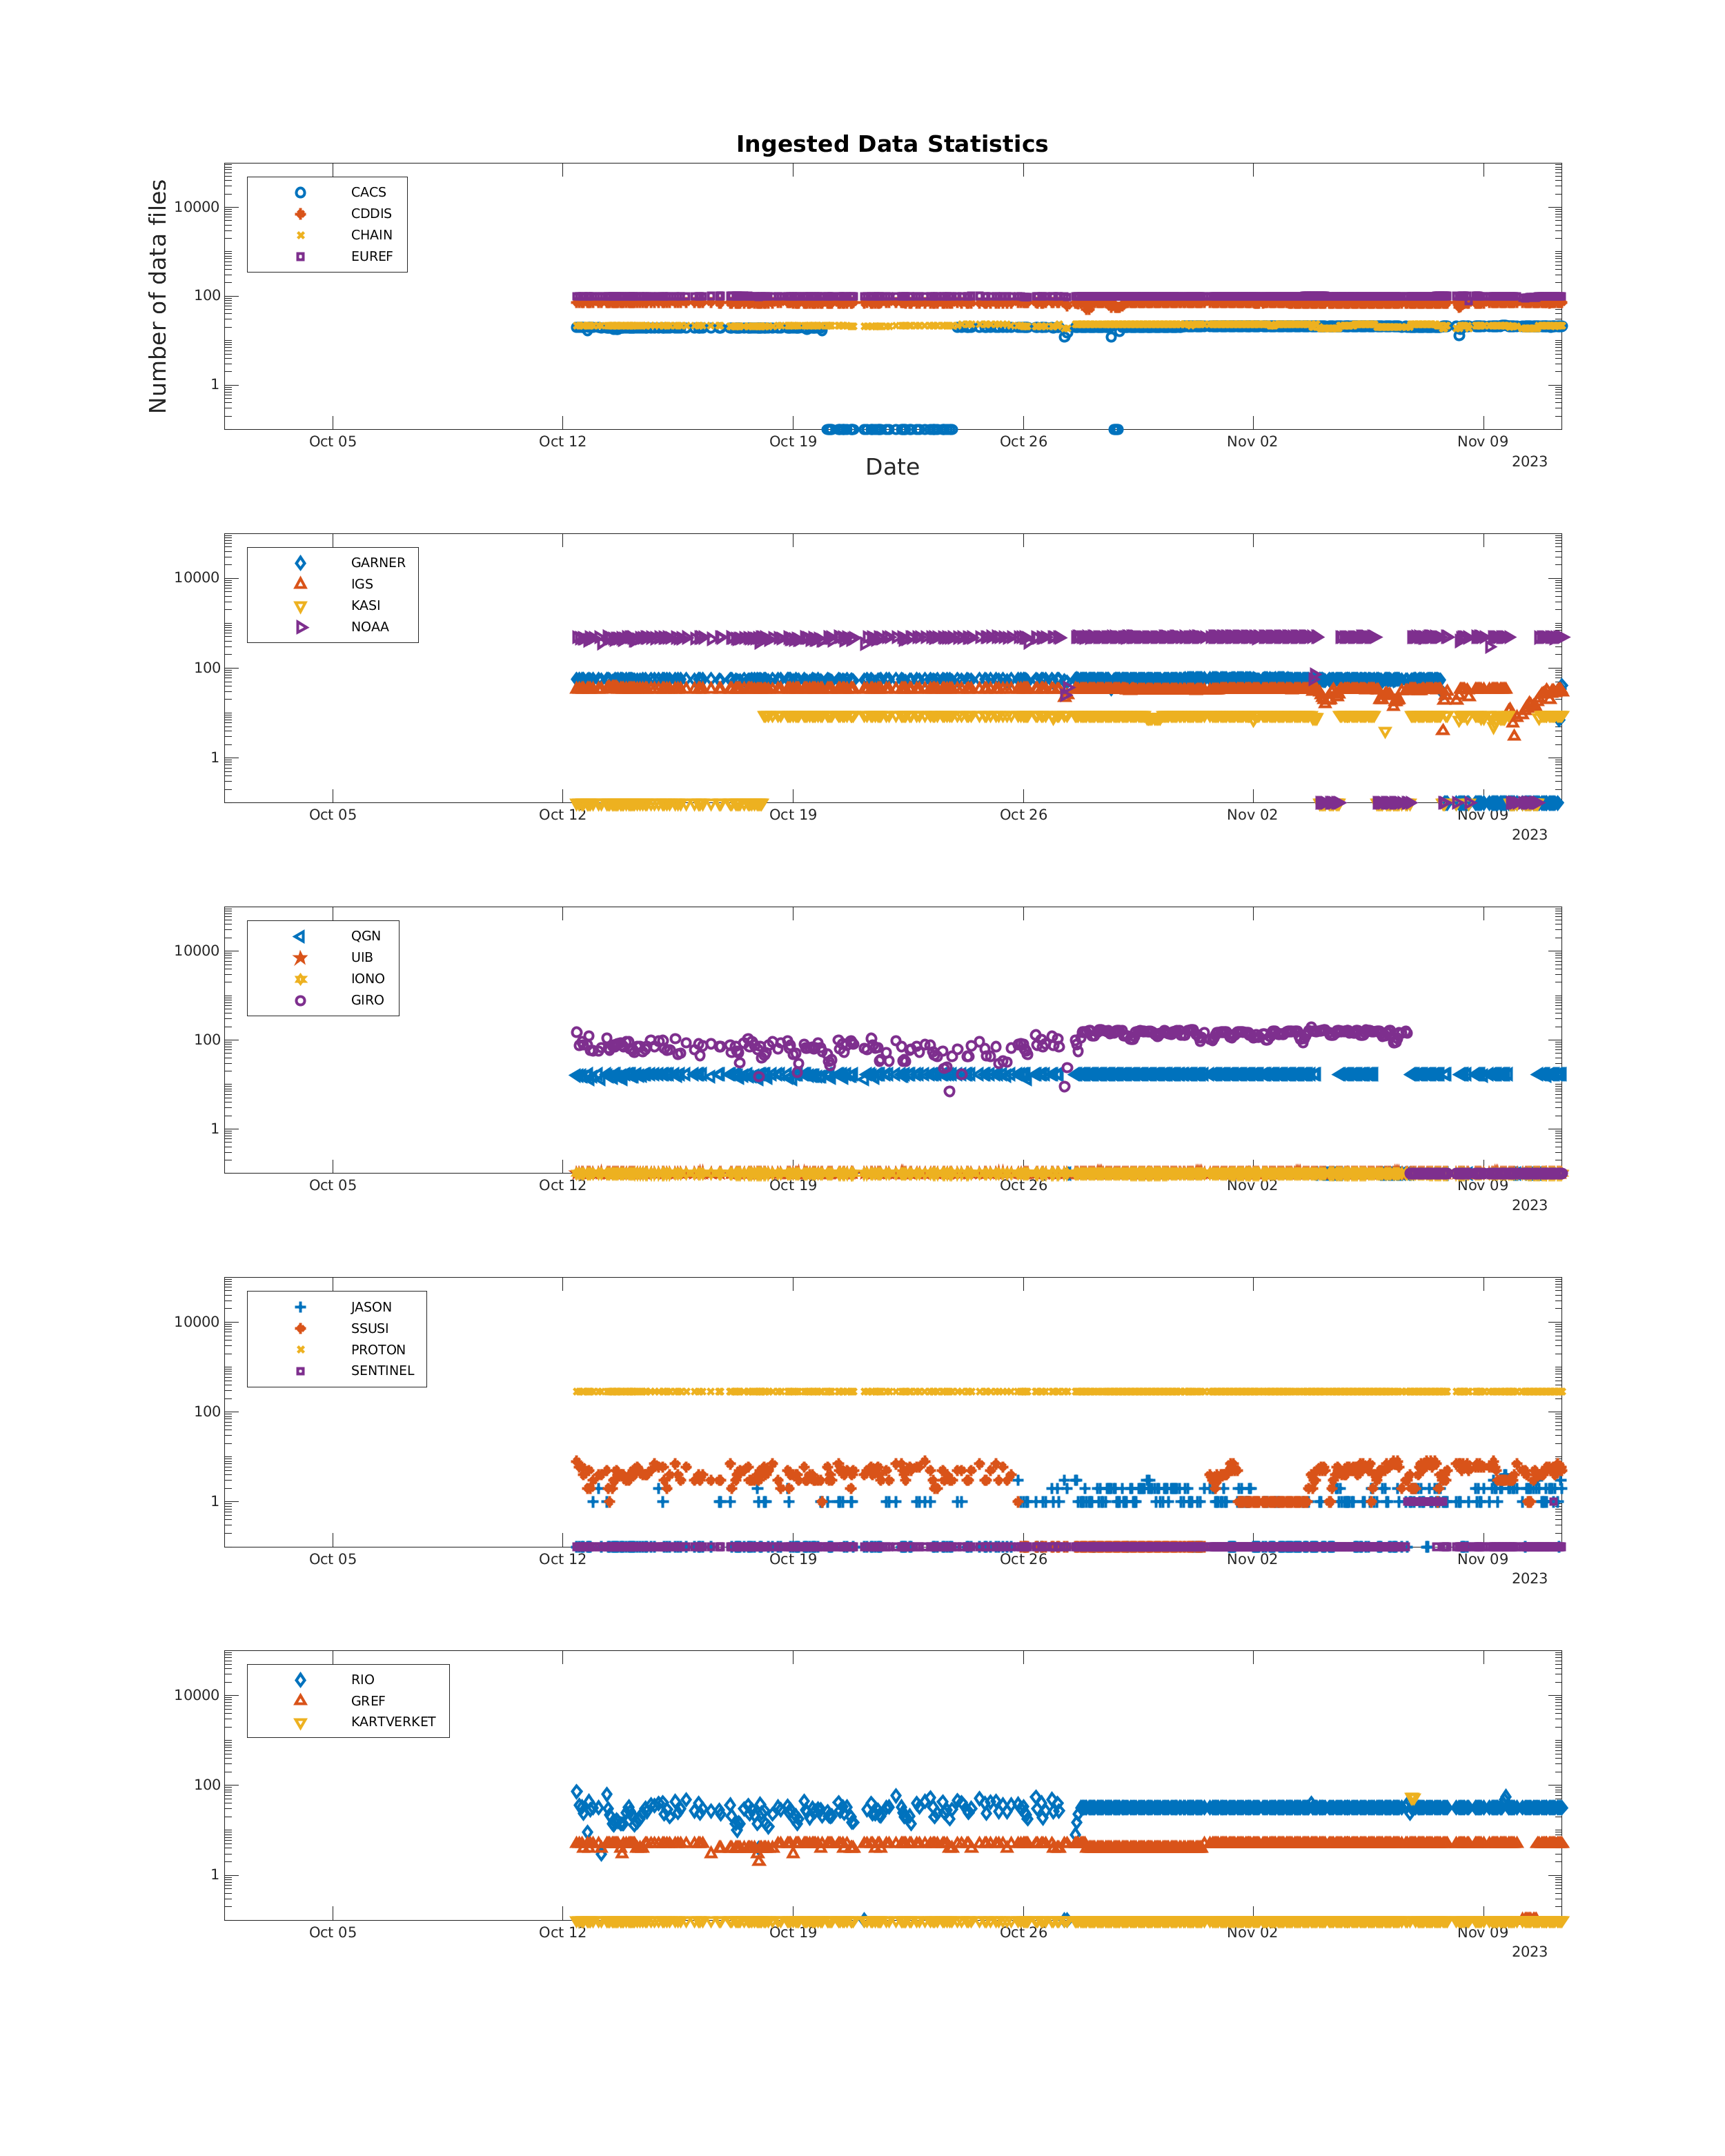 Ingested Data Statistics
Number of data files
CACS
CDDIS
CHAIN
EUREF
10000
100
1
Oct 05 Oct 12 Oct 19 Oct 26 Nov 02 Nov 09
2023
Date
GARNER
IGS
KASI
NOAA
10000
100
1
Oct 05 Oct 12 Oct 19 Oct 26 Nov 02 Nov 09
2023
QGN
UIB
IONO
GIRO
10000
100
1
Oct 05 Oct 12 Oct 19 Oct 26 Nov 02 Nov 09
2023
JASON
SSUSI
PROTON
SENTINEL
10000
100
1
Oct 05 Oct 12 Oct 19 Oct 26 Nov 02 Nov 09
2023
RIO
GREF
KARTVERKET
10000
100
1
Oct 05 Oct 12 Oct 19 Oct 26 Nov 02 Nov 09
2023